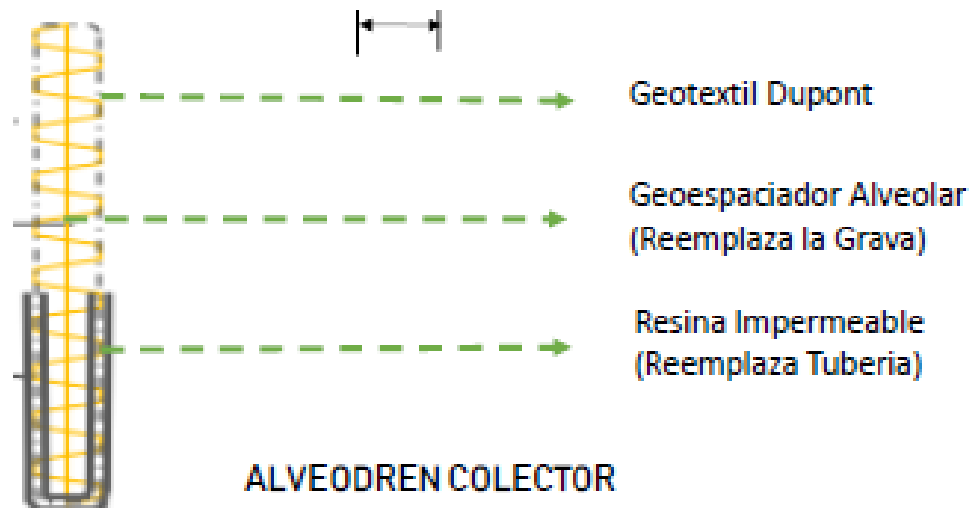 Geotextil Dupont
Geoespaciador Alveolar
(Reemplaza la Grava)
Resina Impermeable
(Reemplaza Tuberia)
ALVEODREN COLECTOR